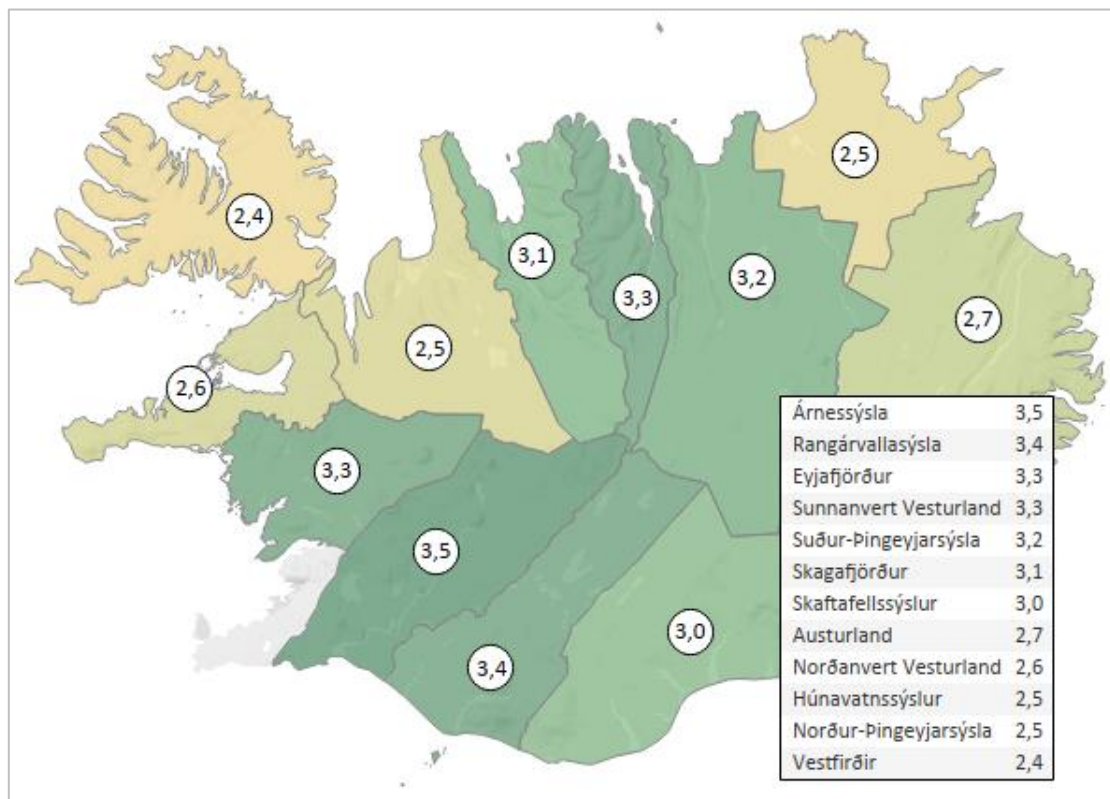 2,5
2,4
3,1
3,2
3,3
2,7
2,5
2,6
3,3
3,5
3,0
3,4
Árnessýsla 3,5
Rangárvallasýsla 3,4
Eyjafjörður 3,3
Sunnanvert Vesturland 3,3
Suður-Þingeyjarsýsla 3,2
Skagafjörður 3,1
Skaftafellssýslur 3,0
Austurland 2,7
Norðanvert Vesturland 2,6
Húnavatnssýslur 2,5
Norður-Þingeyjarsýsla 2,5
Vestfirðir 2,4